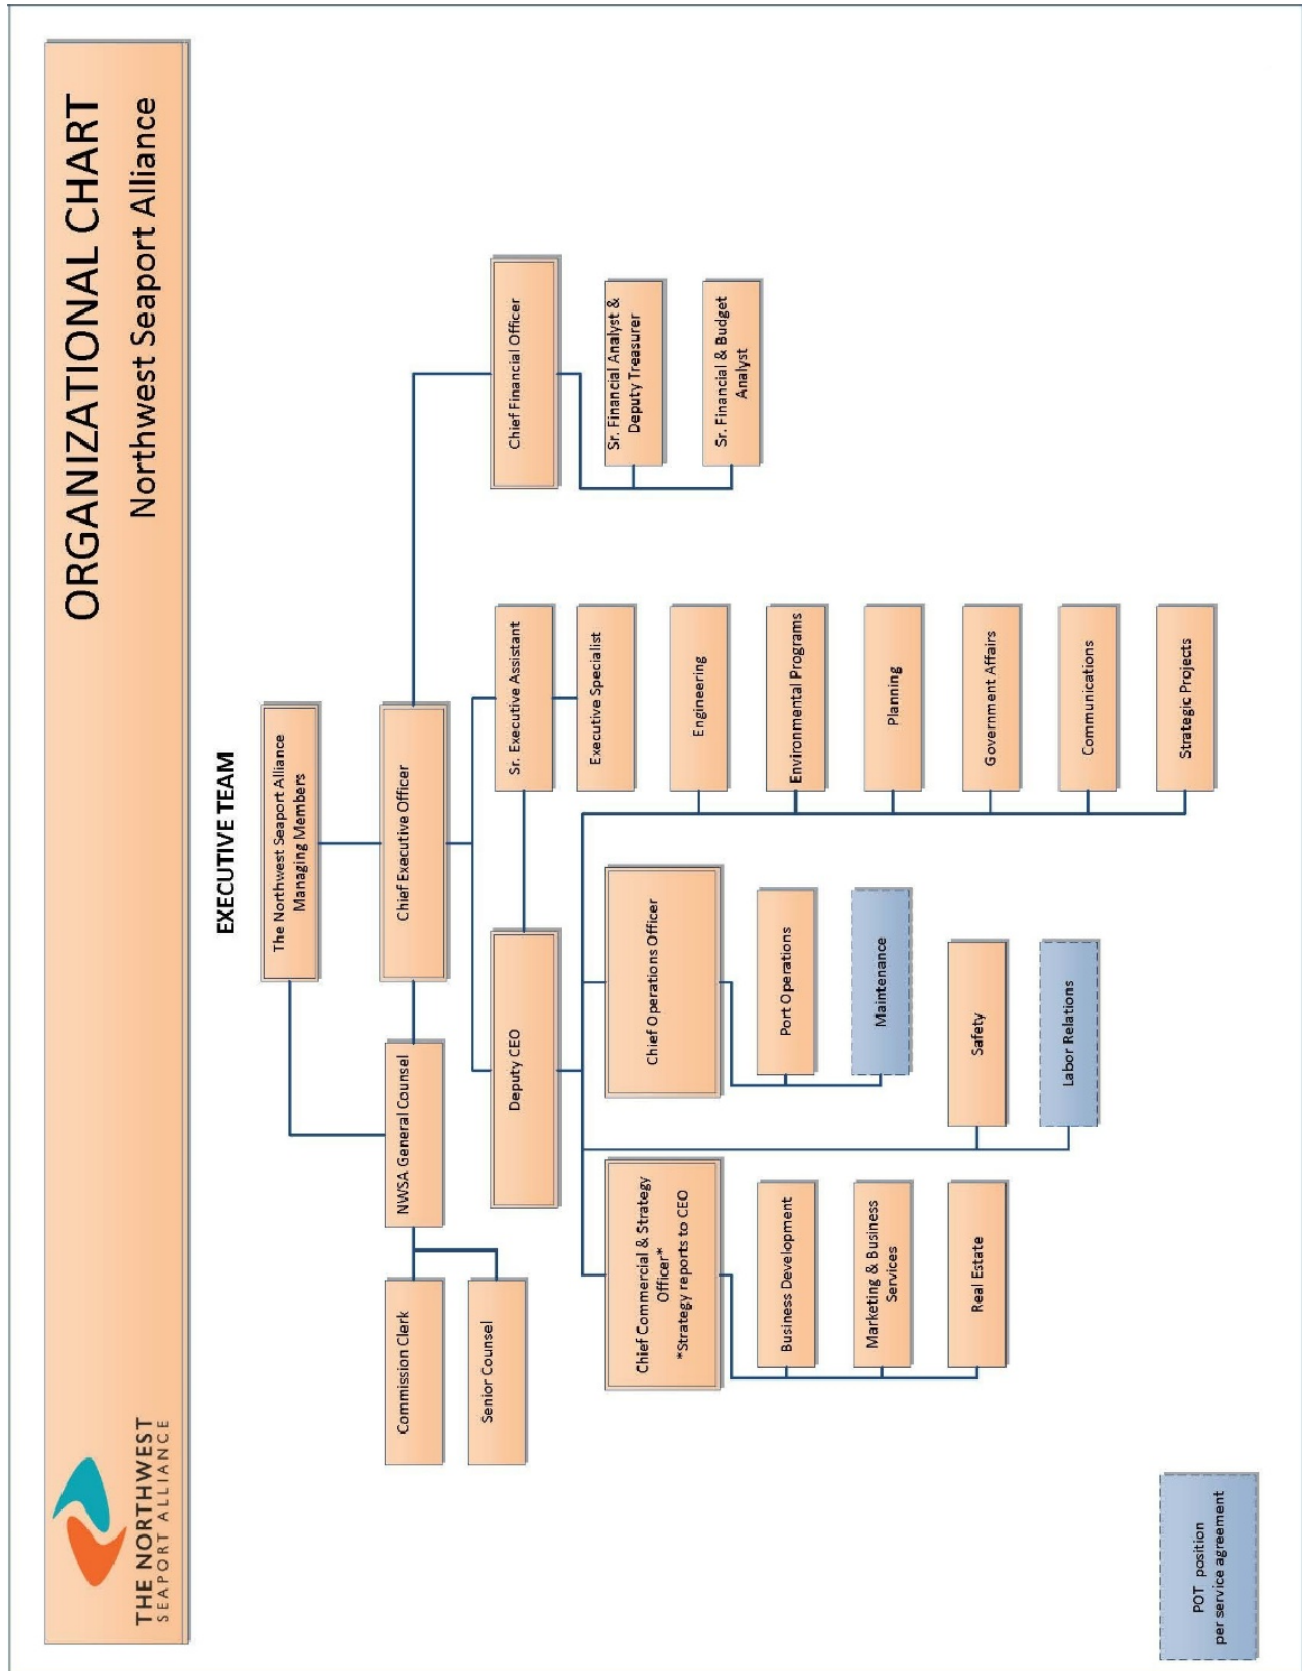 THE NORTHWEST
SEAPORT ALLIANCE
ORGANIZATIONAL CHART
Northwest Seaport Alliance
EXECUTIVE TEAM
The Northwest Seaport Alliance
Managing Members
NWSA General Counsel
Chief Executive Officer
Commission Clerk
Senior Counsel
Deputy CEO
Sr. Executive Assistant
Executive Specialist
Chief Financial Officer
Sr. Financial Analyst &
Deputy Treasurer
Sr. Financial & Budget
Analyst
Chief Commercial & Strategy
Officer*
*Strategy reports to CEO
Business Development
Marketing & Business
Services
Real Estate
Chief Operations Officer
Port Operations
Maintenance
Safety
Labor Relations
Engineering
Environmental Programs
Planning
Government Affairs
Communications
Strategic Projects
POT position
per service agreement